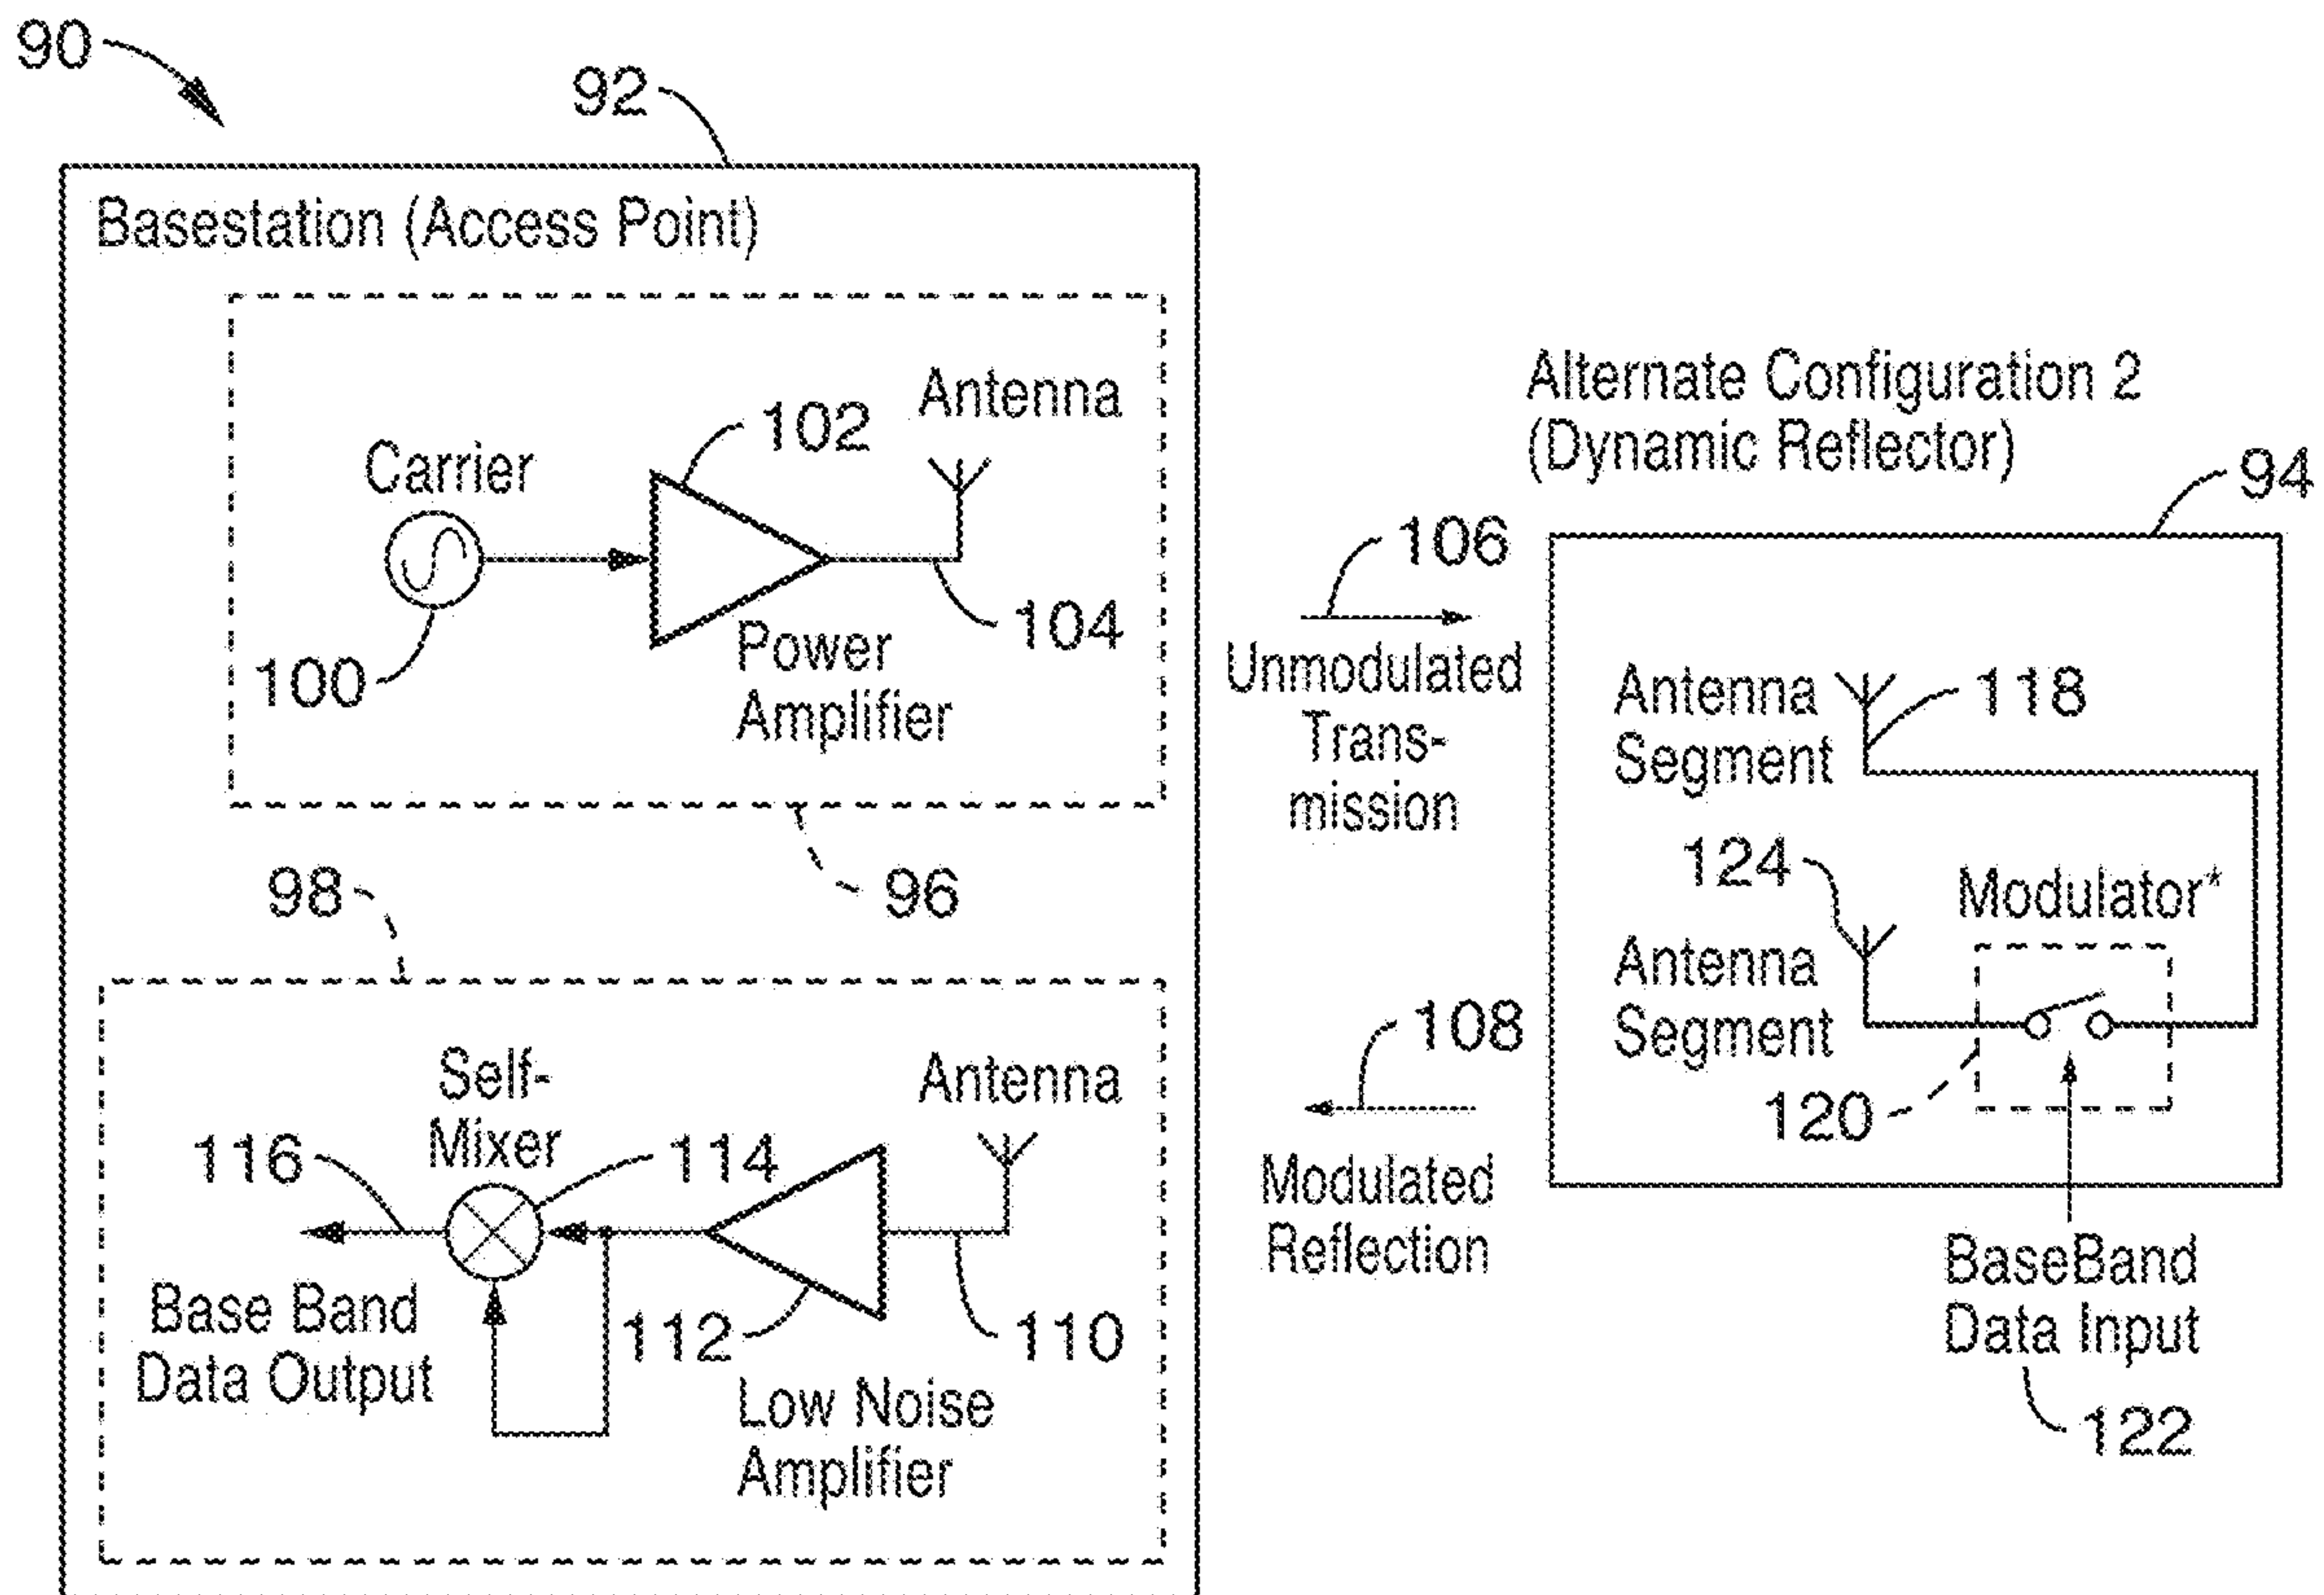 90
92
Basestation (Access Point)
Antenna
102
Carrier
104
100
Power
Amplifier
96
98
Self-
Mixer
Antenna
116
114
Base Band
Data Output
112
110
Low Noise
Amplifier
106
Unmodulated
Trans-
mission
108
Modulated
Reflection
Alternate Configuration 2
(Dynamic Reflector)
94
Antenna
Segment
118
124
Modulator*
Antenna
Segment
120
BaseBand
Data Input
122